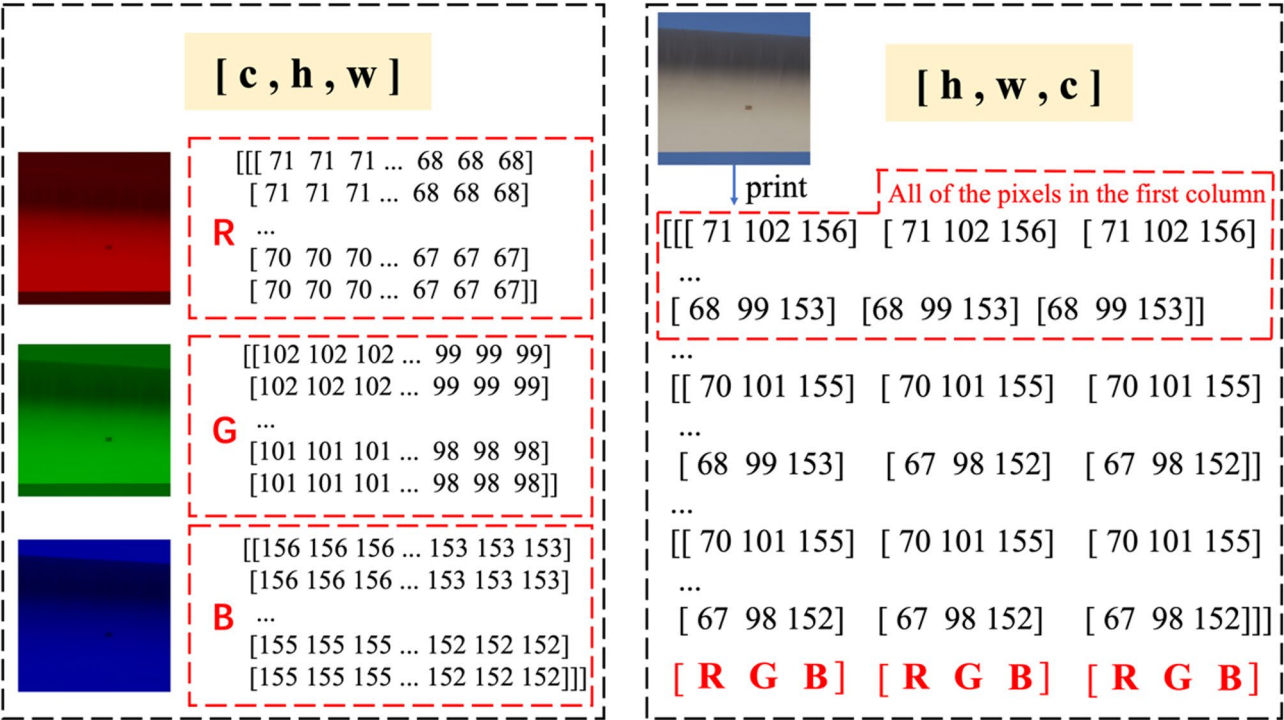 [ c , h , w ]
[[[ 71 71 71 ... 68 68 68]
[ 71 71 71 ... 68 68 68]
R
...
[ 70 70 70 ... 67 67 67]
[ 70 70 70 ... 67 67 67]]
[[102 102 102 ... 99 99 99]
[102 102 102 ... 99 99 99]
G
...
[101 101 101 ... 98 98 98]
[101 101 101 ... 98 98 98]]
[[156 156 156 ... 153 153 153]
[156 156 156 ... 153 153 153]
B
...
[155 155 155 ... 152 152 152]
[155 155 155 ... 152 152 152]]]
[ h , w , c ]
print
All of the pixels in the first column
[[[ 71 102 156] [ 71 102 156] [ 71 102 156]
...
[ 68 99 153] [68 99 153] [68 99 153]]
...
[[ 70 101 155] [ 70 101 155] [ 70 101 155]
...
[ 68 99 153] [ 67 98 152] [ 67 98 152]]
...
[[ 70 101 155] [ 70 101 155] [ 70 101 155]
...
[ 67 98 152] [ 67 98 152] [ 67 98 152]]]
[ R G B ] [ R G B ] [ R G B ]